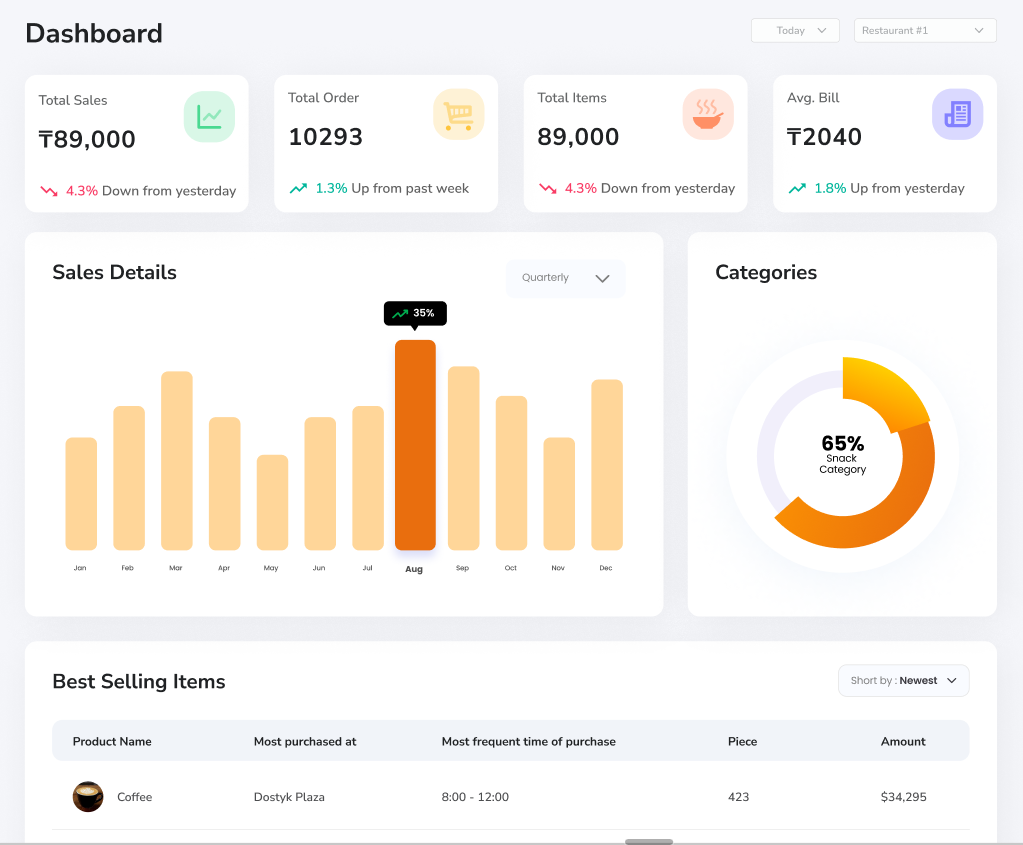 Dashboard
Today
Restaurant #1
Total Sales
₸89,000
4.3% Down from yesterday
Total Order
10293
1.3% Up from past week
Total Items
89,000
4.3% Down from yesterday
Avg. Bill
₸2040
1.8% Up from yesterday
Sales Details
Quarterly
35%
Jan Feb Mar Apr May Jun Jul Aug Sep Oct Nov Dec
Categories
65%
Snack
Category
Best Selling Items
Short by : Newest
Product Name Most purchased at Most frequent time of purchase Piece Amount
Coffee Dostyk Plaza 8:00 - 12:00 423 $34,295